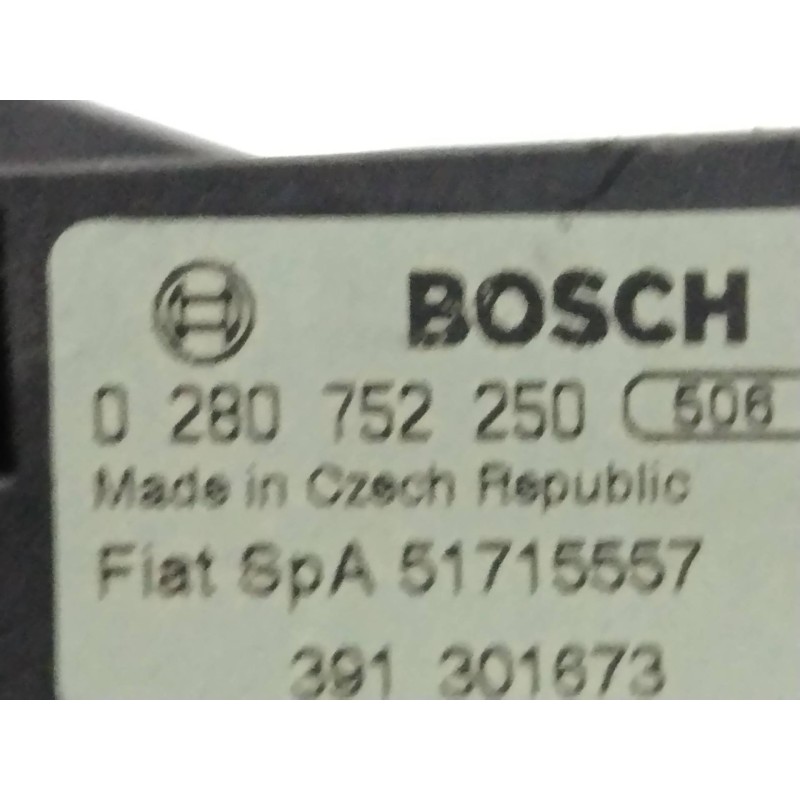 BOSCH
0 280 752 250 506
Made in Czech Republic
Fiat SpA 51715557
391 301673